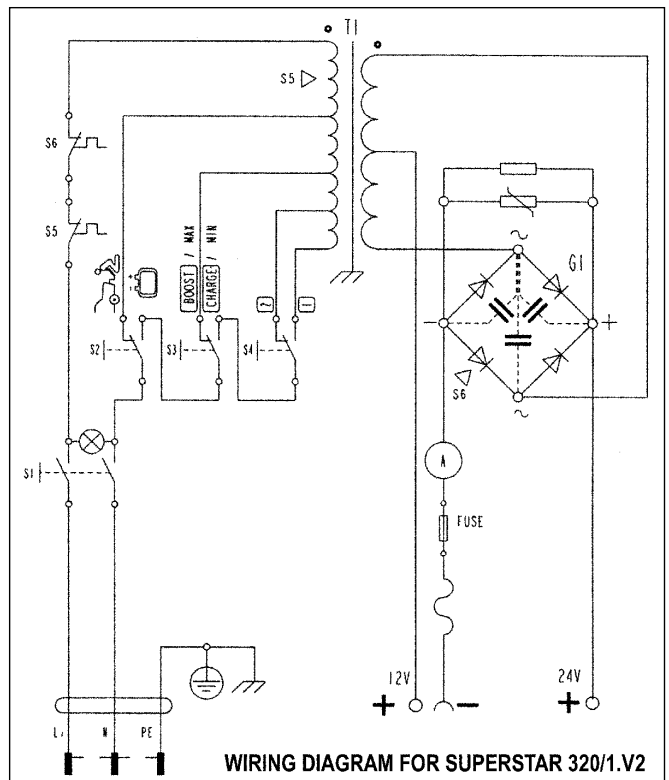 T1
S5
S6
S5
BOOST / MAX
CHARGE / MIN
2
1
~
G1
+ -
- +
S2
S3
S4
S6
~
S1
A
FUSE
12V
24V
+ - +
L1 N PE
WIRING DIAGRAM FOR SUPERSTAR 320/1.V2